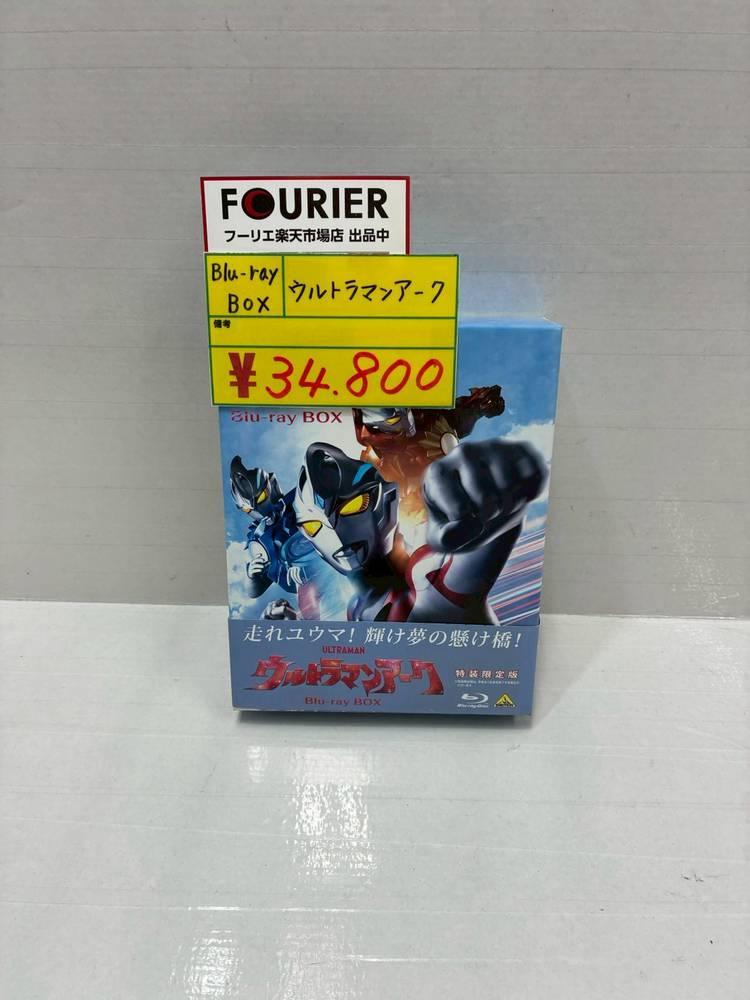 FOURIER
フーリエ楽天市場店 出品中
Blu-ray BOX
ウルトラマンアーク
備考
¥34.800
Blu-ray BOX
走れユウマ! 輝け夢の懸け橋!
ULTRAMAN
ウルトラマンアーク
特装限定版
Blu-ray BOX
Blu-ray Disc